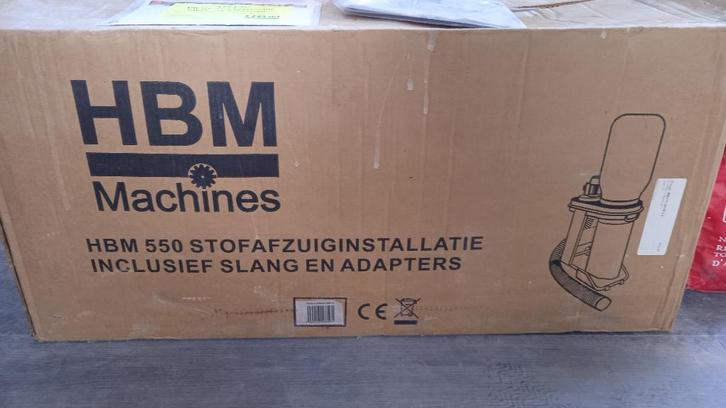 HBM
Machines
HBM 550 STOFAFZUIGINSTALLATIE
INCLUSIEF SLANG EN ADAPTERS
CE